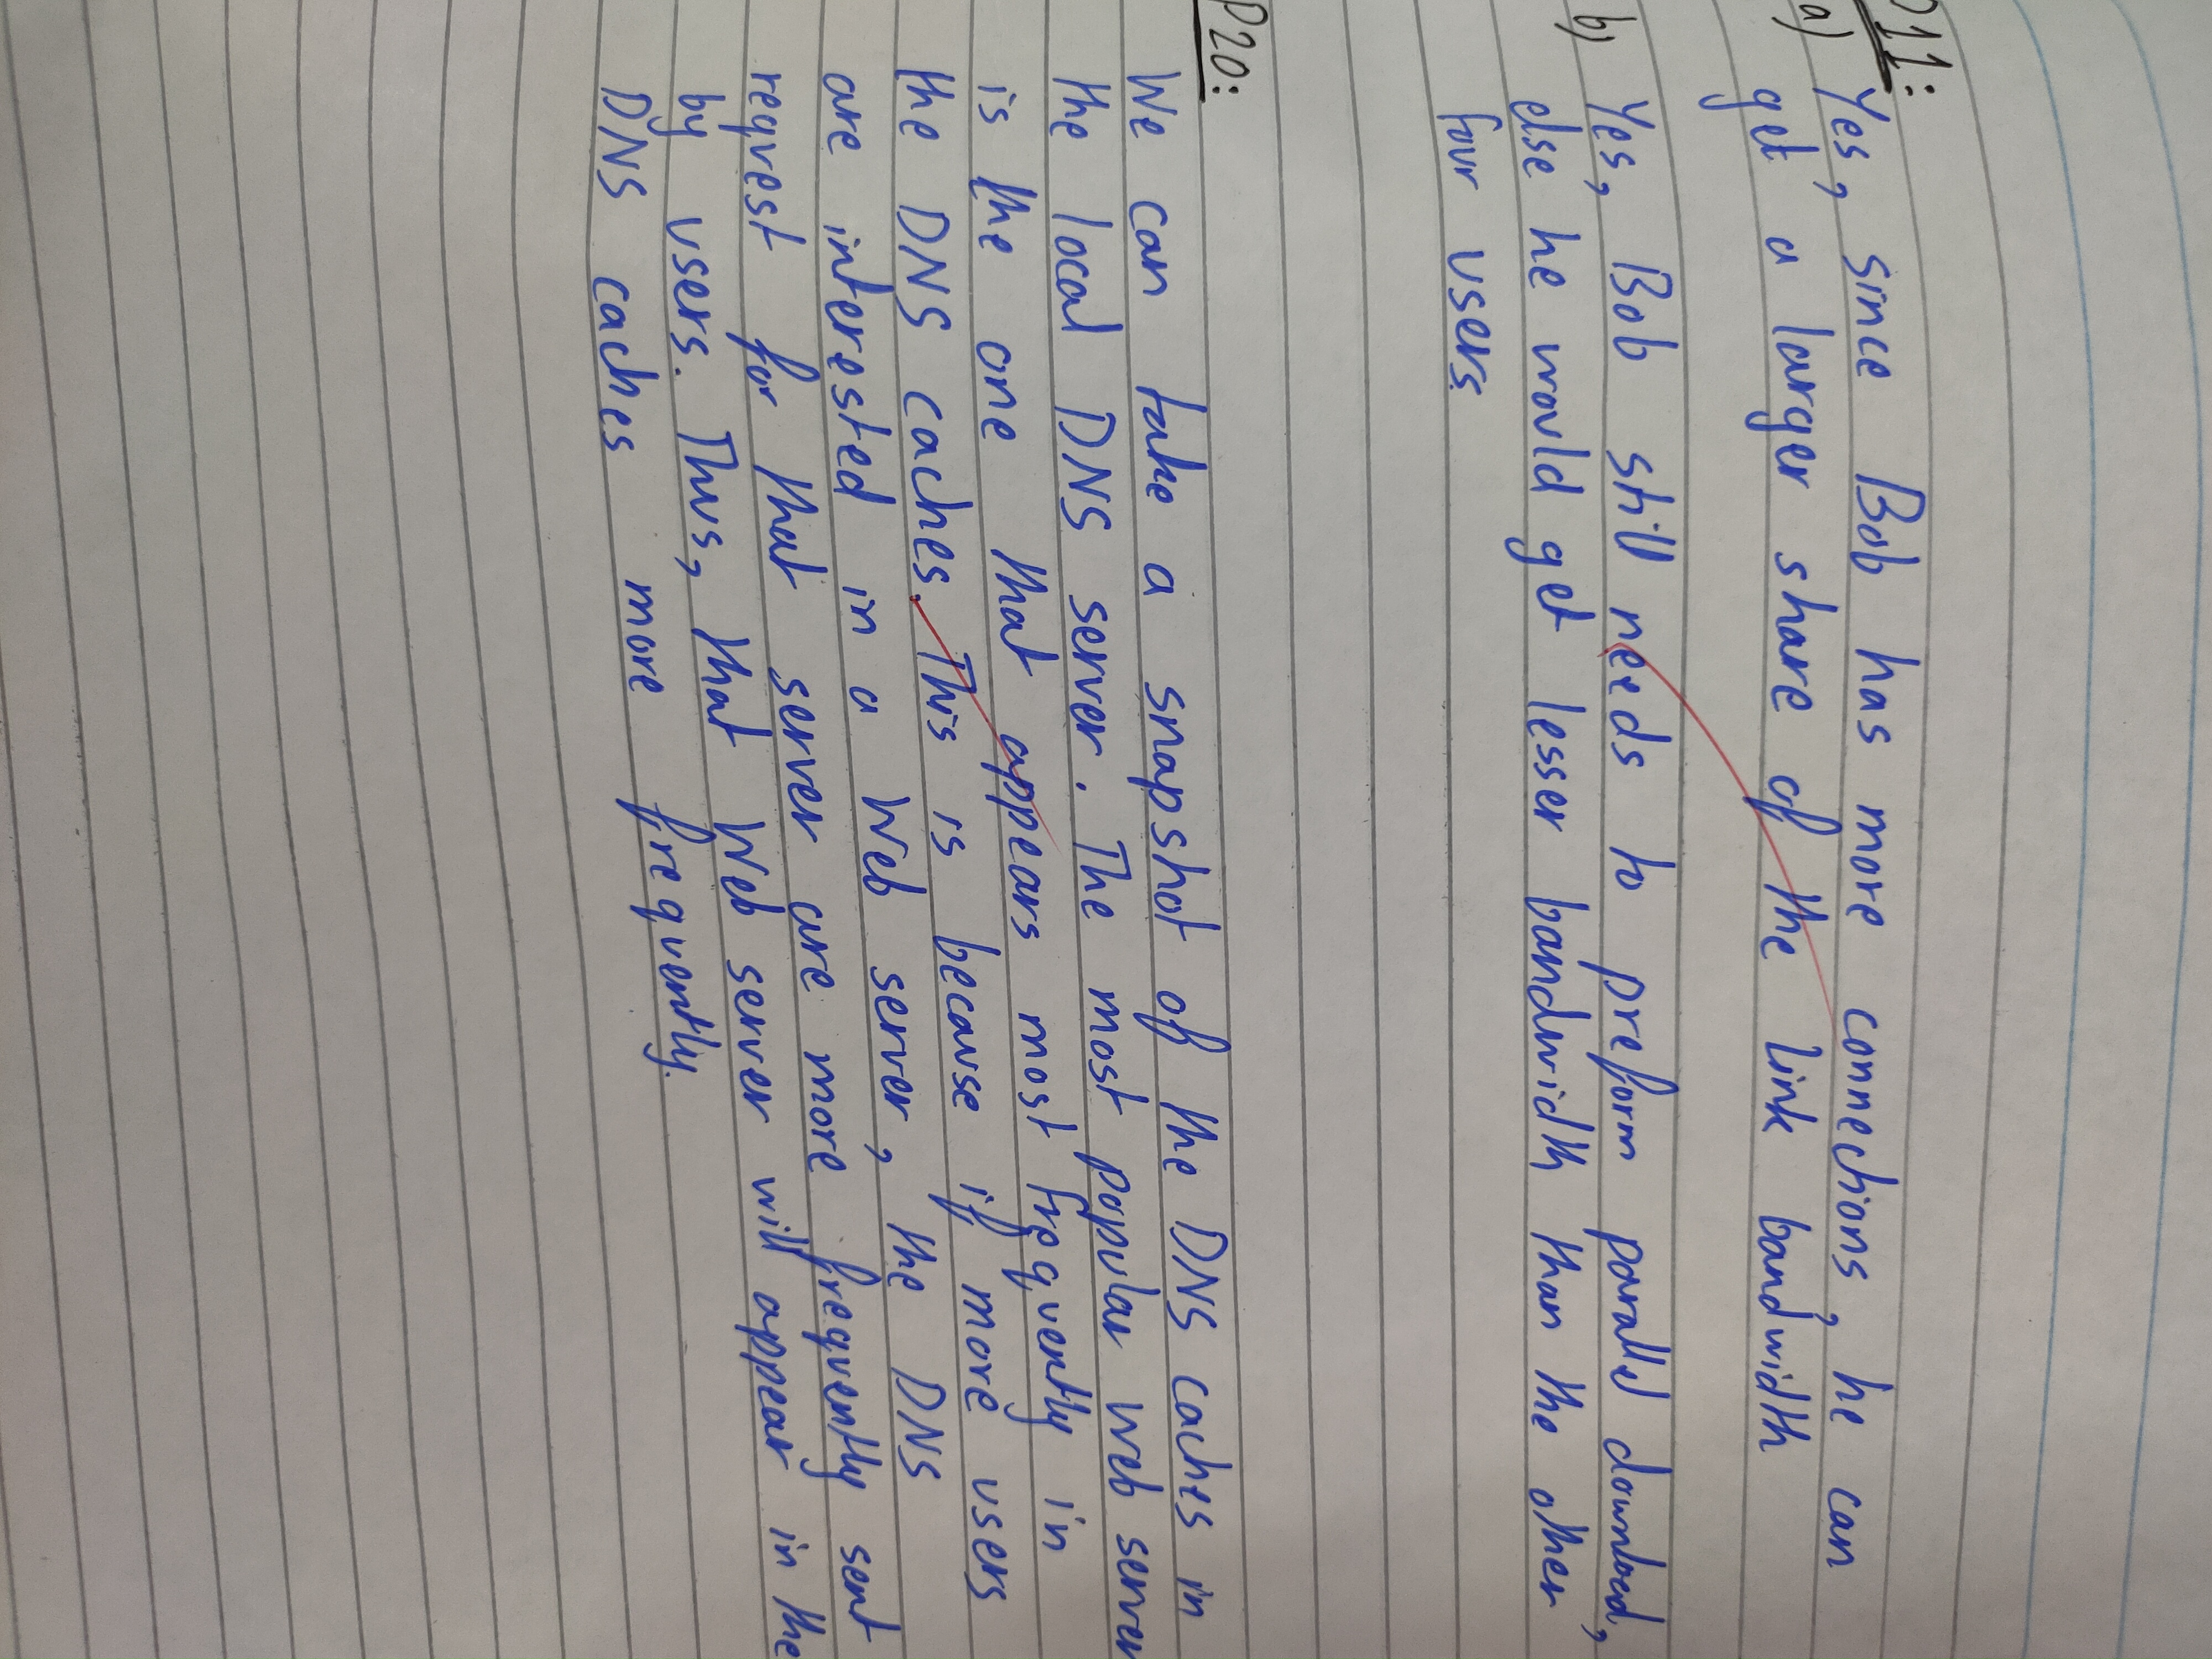 P11:
a) Yes, since Bob has more connections, he can
get a larger share of the link bandwidth
b) Yes, Bob still needs to preform parallel download,
else he would get lesser bandwidth than the other
four users.
P20:
We can take a snapshot of the DNS caches in
the local DNS server. The most popular Web server
is the one that appears most frequently in
the DNS caches. This is because if more users
are interested in a Web server, the DNS
request for that server are more frequently sent
by users. Thus, that Web server will appear in the
DNS caches more frequently.